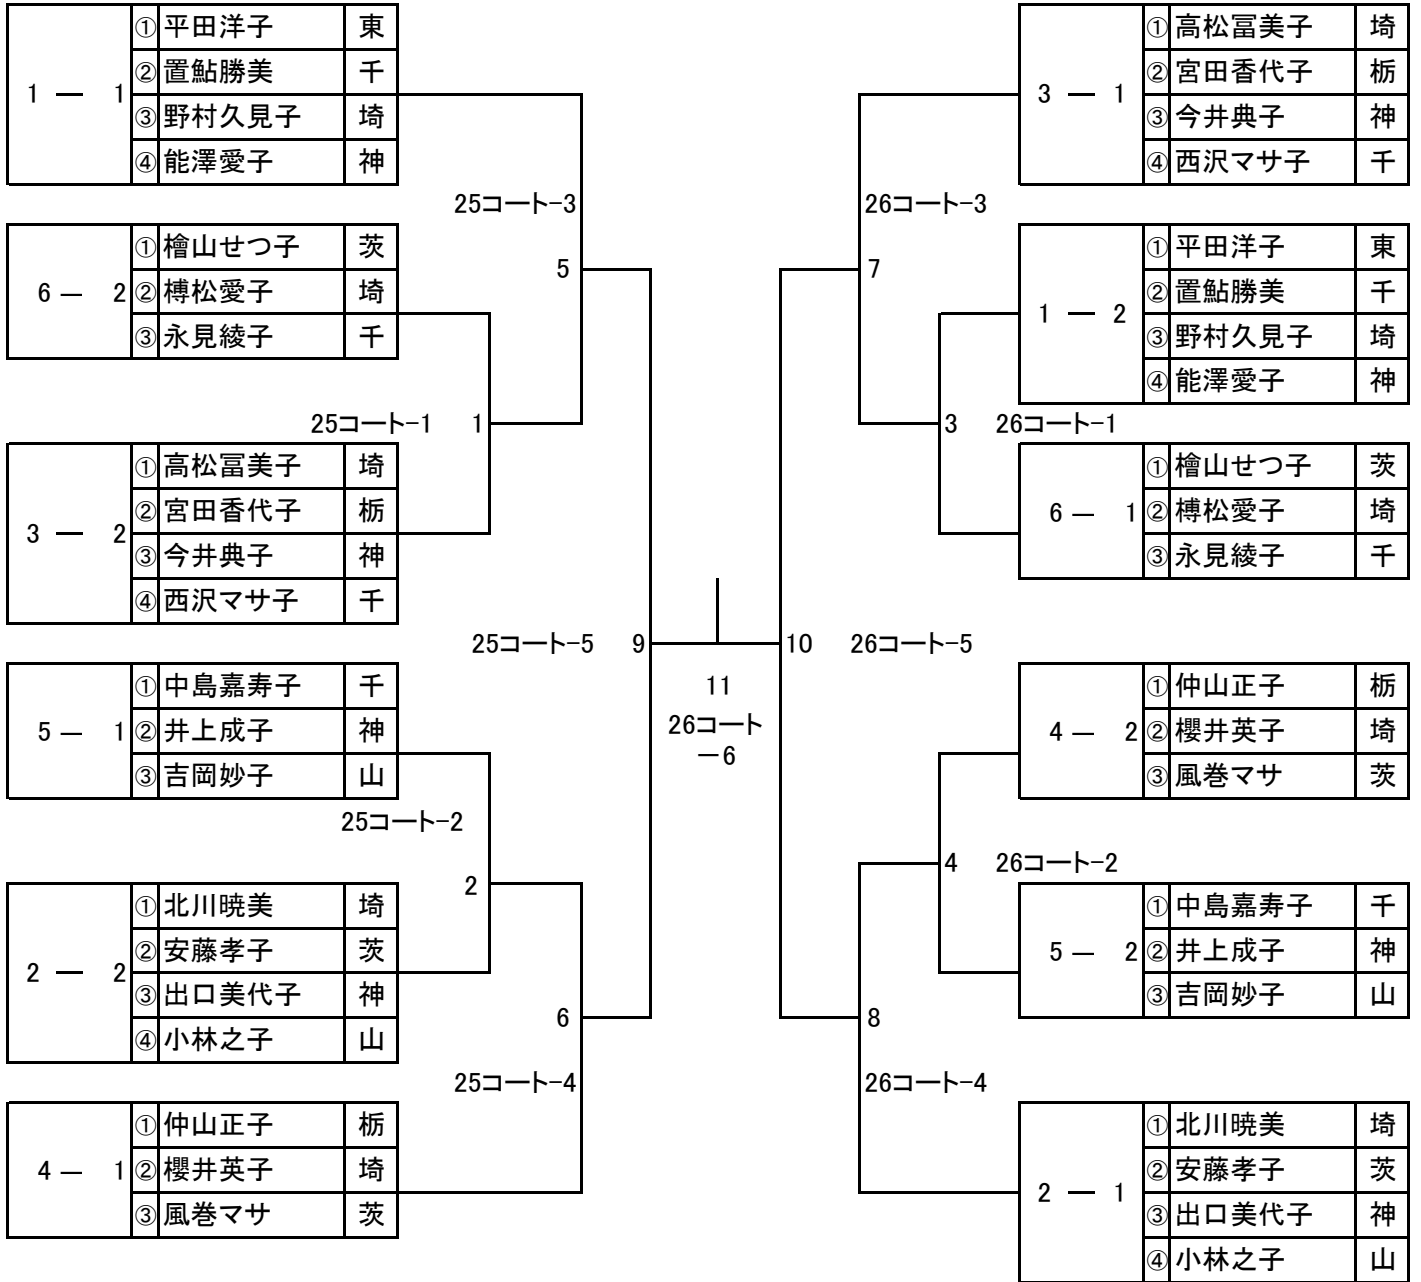 1 ― 1
① 平田洋子 東
② 置鮎勝美 千
③ 野村久見子 埼
④ 能澤愛子 神
25コート-3
5
6 ― 2
① 檜山せつ子 茨
② 榑松愛子 埼
③ 永見綾子 千
25コート-1 1
3 ― 2
① 高松冨美子 埼
② 宮田香代子 栃
③ 今井典子 神
④ 西沢マサ子 千
25コート-5 9
5 ― 1
① 中島嘉寿子 千
② 井上成子 神
③ 吉岡妙子 山
25コート-2
2
2 ― 2
① 北川暁美 埼
② 安藤孝子 茨
③ 出口美代子 神
④ 小林之子 山
6
25コート-4
4 ― 1
① 仲山正子 栃
② 櫻井英子 埼
③ 風巻マサ 茨
11
26コート
－6
3 ― 1
① 高松冨美子 埼
② 宮田香代子 栃
③ 今井典子 神
④ 西沢マサ子 千
26コート-3
7
1 ― 2
① 平田洋子 東
② 置鮎勝美 千
③ 野村久見子 埼
④ 能澤愛子 神
3 26コート-1
6 ― 1
① 檜山せつ子 茨
② 榑松愛子 埼
③ 永見綾子 千
10 26コート-5
4 ― 2
① 仲山正子 栃
② 櫻井英子 埼
③ 風巻マサ 茨
4 26コート-2
5 ― 2
① 中島嘉寿子 千
② 井上成子 神
③ 吉岡妙子 山
8
26コート-4
2 ― 1
① 北川暁美 埼
② 安藤孝子 茨
③ 出口美代子 神
④ 小林之子 山